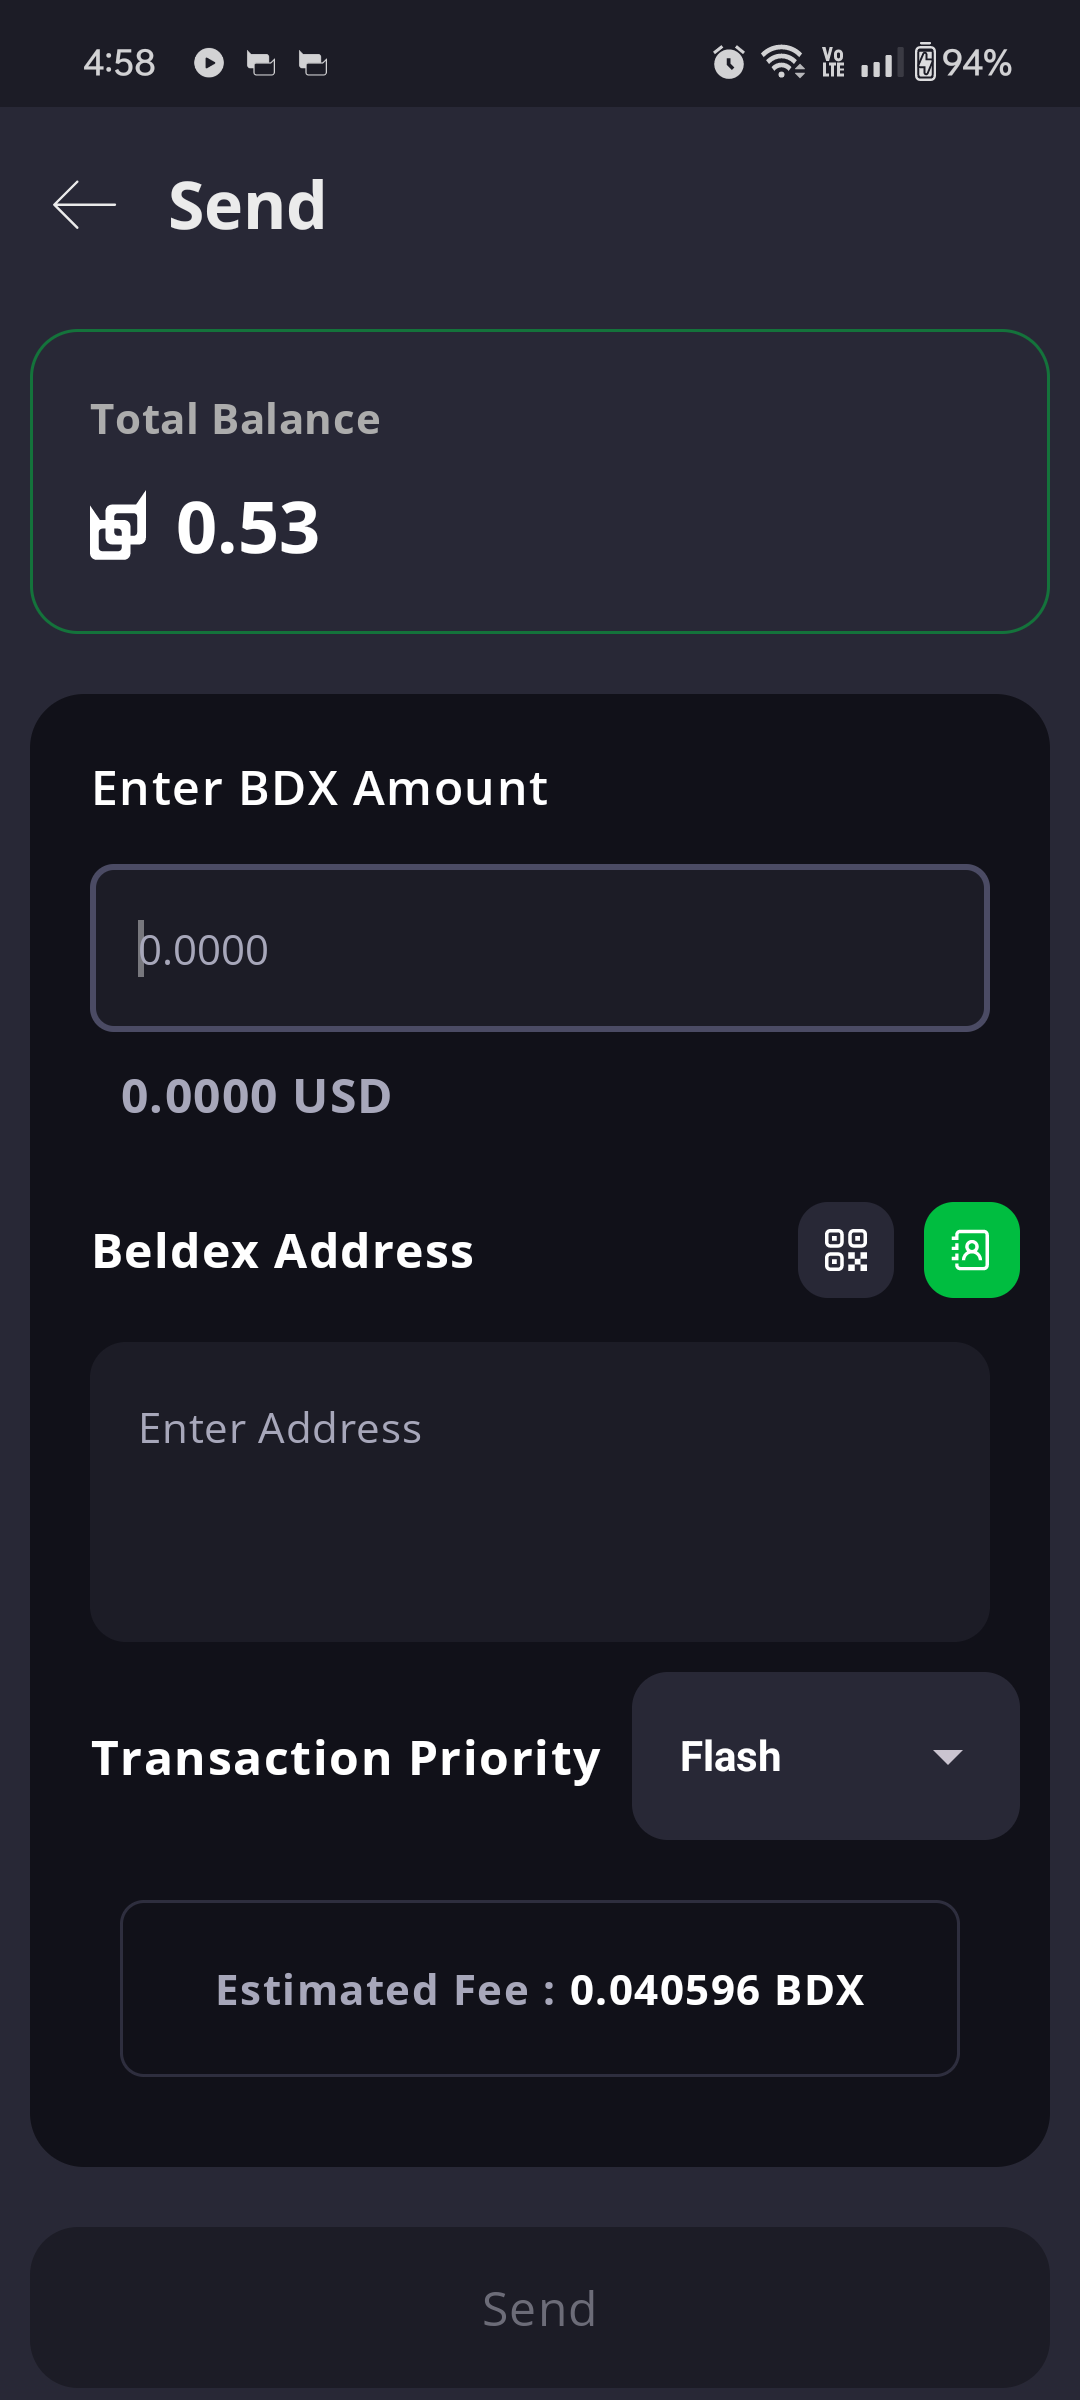 4:58
Vo LTE
94%
Send
Total Balance
0.53
Enter BDX Amount
0.0000
0.0000 USD
Beldex Address
Enter Address
Transaction Priority
Flash
Estimated Fee : 0.040596 BDX
Send